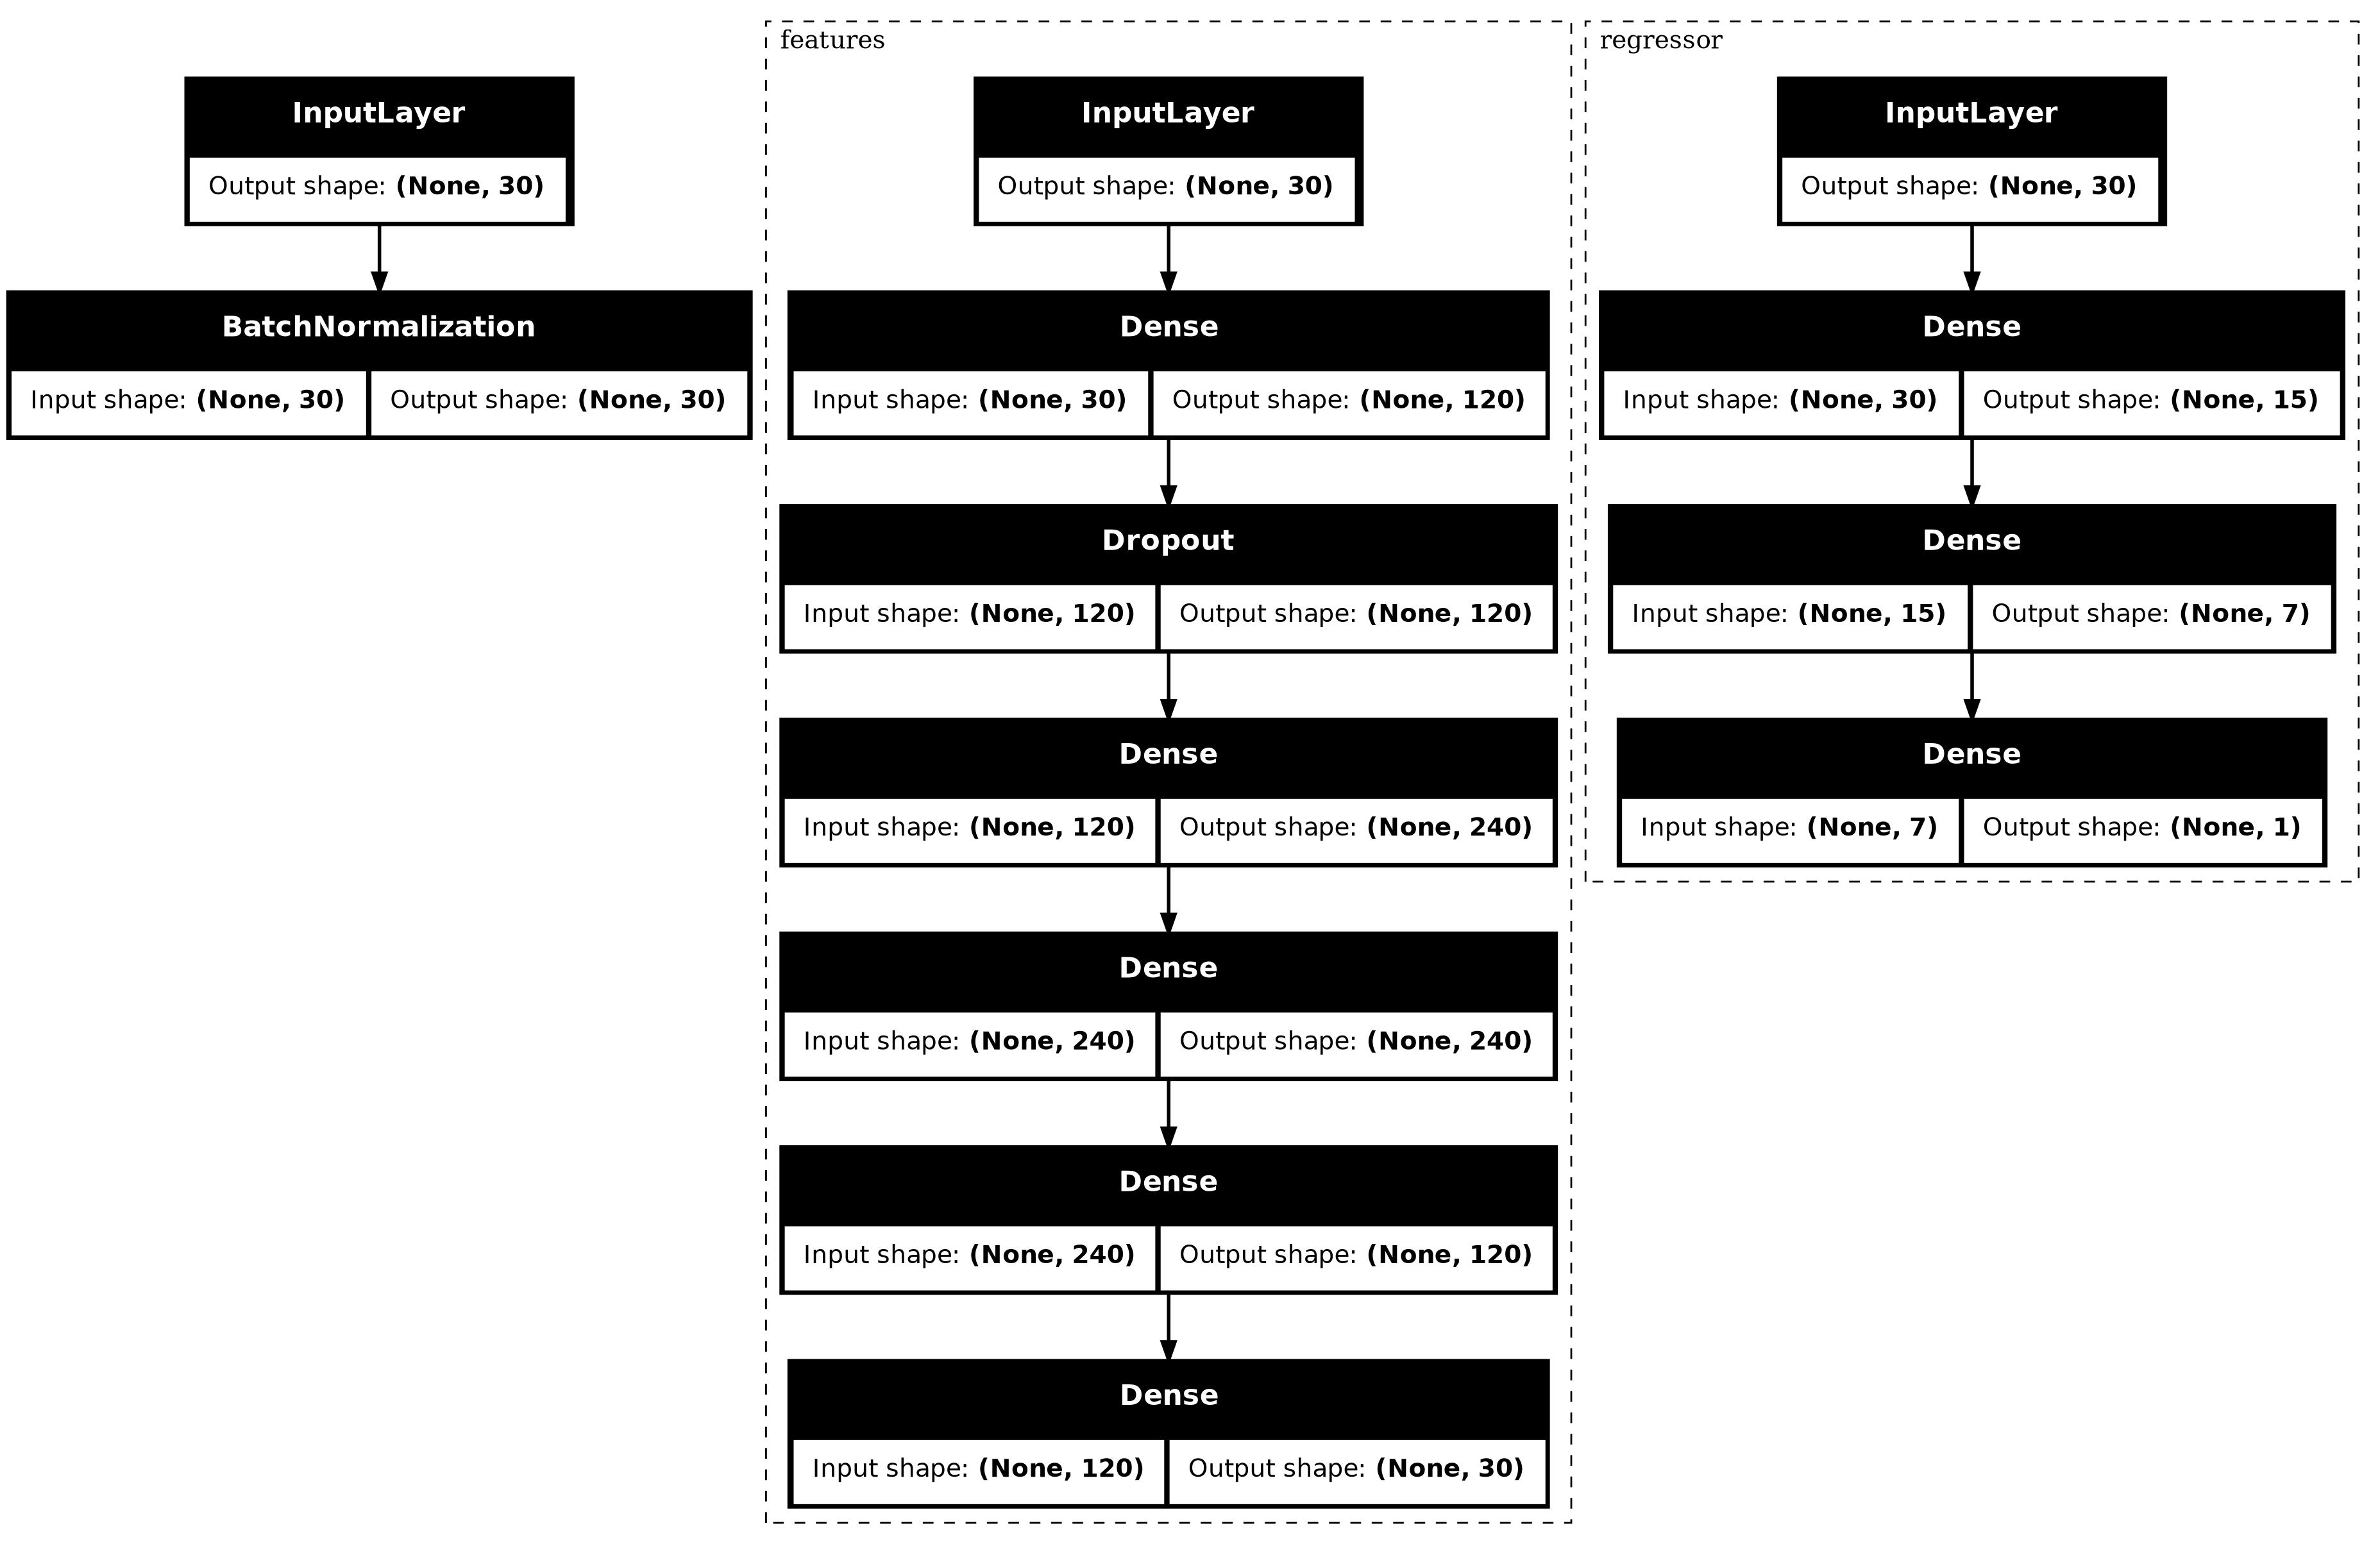 InputLayer
Output shape: (None, 30)
BatchNormalization
Input shape: (None, 30) Output shape: (None, 30)
features
InputLayer
Output shape: (None, 30)
Dense
Input shape: (None, 30) Output shape: (None, 120)
Dropout
Input shape: (None, 120) Output shape: (None, 120)
Dense
Input shape: (None, 120) Output shape: (None, 240)
Dense
Input shape: (None, 240) Output shape: (None, 240)
Dense
Input shape: (None, 240) Output shape: (None, 120)
Dense
Input shape: (None, 120) Output shape: (None, 30)
regressor
InputLayer
Output shape: (None, 30)
Dense
Input shape: (None, 30) Output shape: (None, 15)
Dense
Input shape: (None, 15) Output shape: (None, 7)
Dense
Input shape: (None, 7) Output shape: (None, 1)